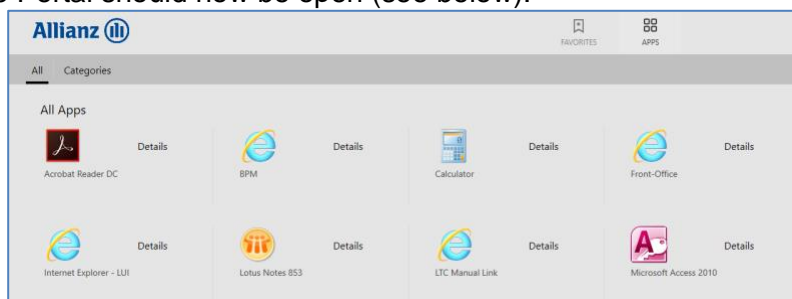 Portal should now be open (see below).
Allianz
FAVORITES APPS
All Categories
All Apps
Details Details Details Details
Acrobat Reader DC BPM Calculator Front-Office
Details Details Details Details
Internet Explorer - LUI Lotus Notes 853 LTC Manual Link Microsoft Access 2010